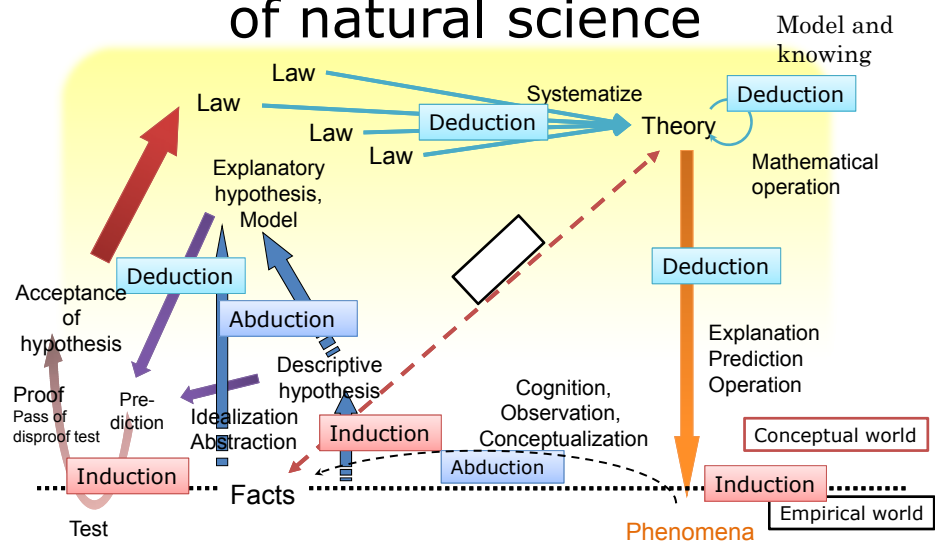 of natural science
Model and
knowing
Law
Law
Law
Law
Systematize
Deduction
Theory
Deduction
Mathematical
operation
Explanatory
hypothesis,
Model
Deduction
Deduction
Acceptance
of
hypothesis
Abduction
Descriptive
hypothesis
Explanation
Prediction
Operation
Proof
Pass of
disproof test
Pre-
diction
Idealization
Abstraction
Cognition,
Observation,
Conceptualization
Induction
Abduction
Conceptual world
Induction
Facts
Induction
Empirical world
Test
Phenomena